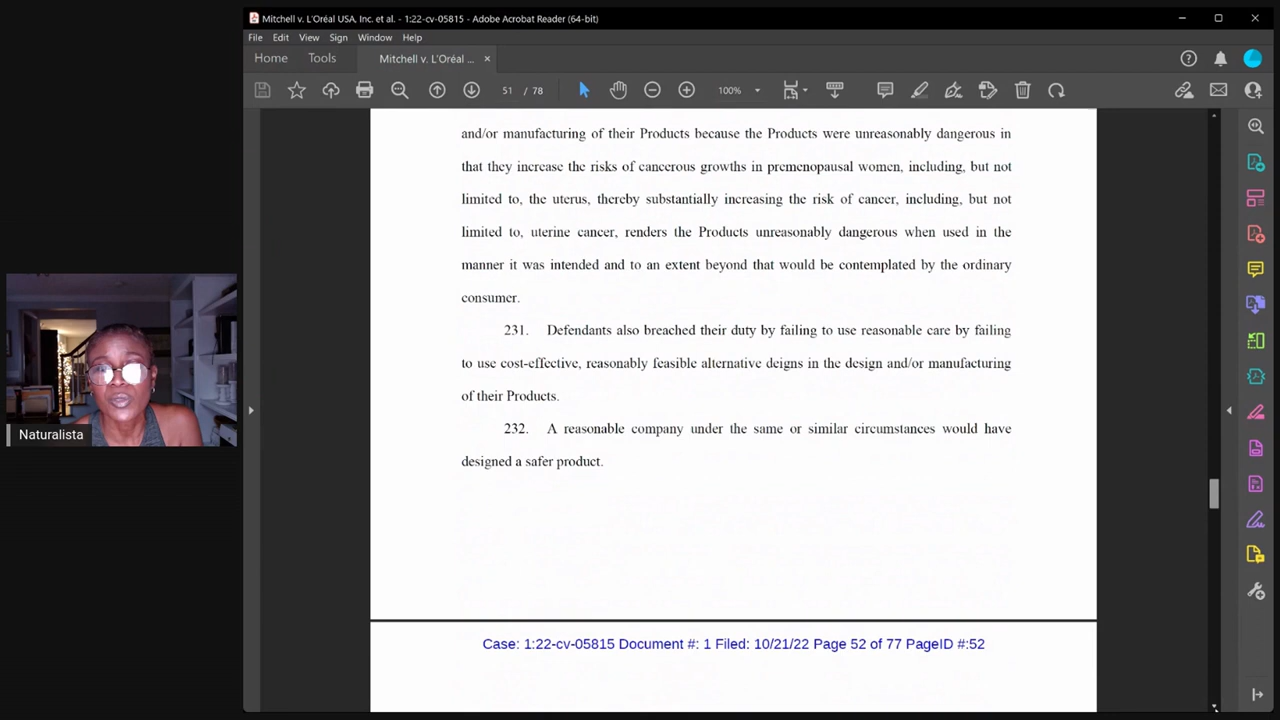 Mitchell v. L'Oréal USA, Inc. et al. - 1:22-cv-05815 - Adobe Acrobat Reader (64-bit)
File Edit View Sign Window Help
Home Tools Mitchell v. L'Oréal ... ×
51 / 78 100%
and/or manufacturing of their Products because the Products were unreasonably dangerous in
that they increase the risks of cancerous growths in premenopausal women, including, but not
limited to, the uterus, thereby substantially increasing the risk of cancer, including, but not
limited to, uterine cancer, renders the Products unreasonably dangerous when used in the
manner it was intended and to an extent beyond that would be contemplated by the ordinary
consumer.
231. Defendants also breached their duty by failing to use reasonable care by failing
to use cost-effective, reasonably feasible alternative deigns in the design and/or manufacturing
of their Products.
232. A reasonable company under the same or similar circumstances would have
designed a safer product.
Case: 1:22-cv-05815 Document #: 1 Filed: 10/21/22 Page 52 of 77 PageID #:52
Naturalista